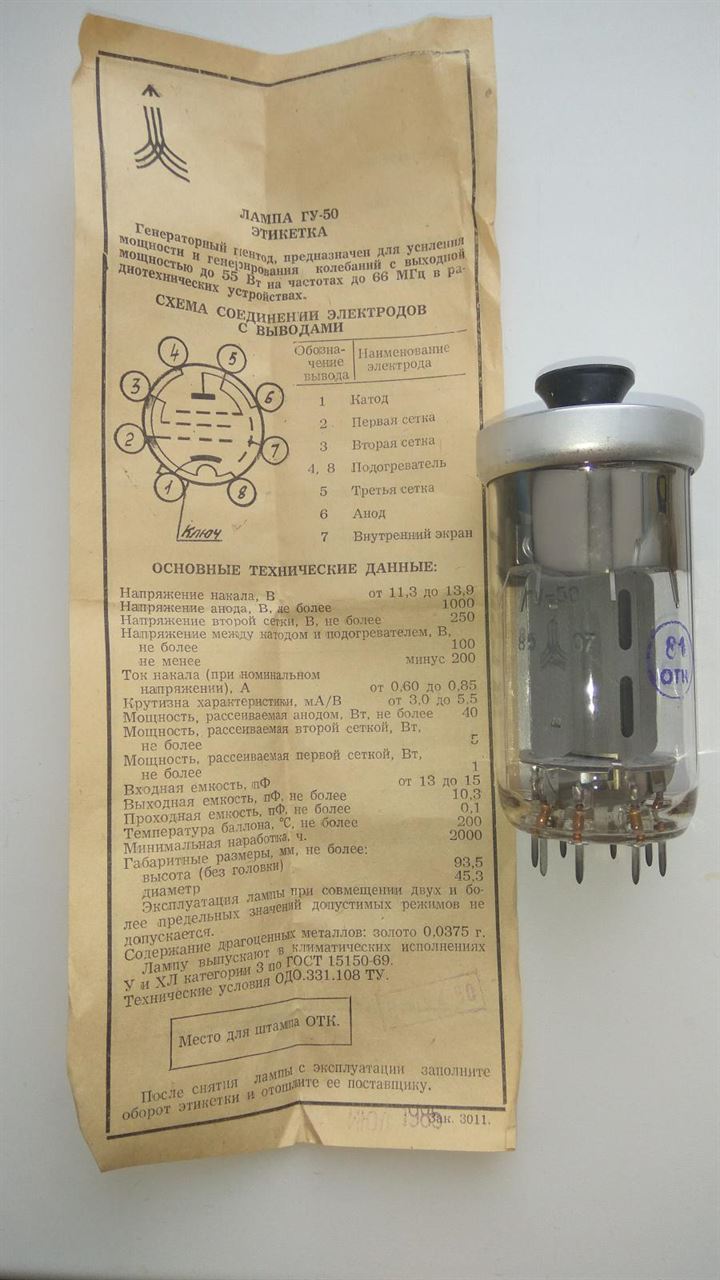 ЛАМПА ГУ-50
ЭТИКЕТКА
Генераторный пентод, предназначен для усиления
мощности и генерирования колебаний с выходной
мощностью до 55 Вт на частотах до 66 МГц в ра-
диотехнических устройствах.
СХЕМА СОЕДИНЕНИИ ЭЛЕКТРОДОВ
С ВЫВОДАМИ
4
5
3
6
2
7
1
8
Ключ
Обозна-
чение
вывода
Наименование
электрода
1 Катод
2 Первая сетка
3 Вторая сетка
4, 8 Подогреватель
5 Третья сетка
6 Анод
7 Внутренний экран
ОСНОВНЫЕ ТЕХНИЧЕСКИЕ ДАННЫЕ:
Напряжение накала, В от 11,3 до 13,9
Напряжение анода, В, не более 1000
Напряжение второй сетки, В, не более 250
Напряжение между катодом и подогревателем, В,
не более 100
не менее минус 200
Ток накала (при номинальном
напряжении), А от 0,60 до 0,85
Крутизна характеристики, мА/В от 3,0 до 5,5
Мощность, рассеиваемая анодом, Вт, не более 40
Мощность, рассеиваемая второй сеткой, Вт,
не более 5
Мощность, рассеиваемая первой сеткой, Вт,
не более 1
Входная емкость, пФ от 13 до 15
Выходная емкость, пФ, не более 10,3
Проходная емкость, пФ, не более 0,1
Температура баллона, °С, не более 200
Минимальная наработка, ч. 2000
Габаритные размеры, мм, не более:
высота (без головки) 93,5
диаметр 45,3
Эксплуатация лампы при совмещении двух и бо-
лее предельных значений допустимых режимов не
допускается.
Содержание драгоценных металлов: золото 0,0375 г.
Лампу выпускают в климатических исполнениях
У и ХЛ категории 3 по ГОСТ 15150-69.
Технические условия ОДО.331.108 ТУ.
Место для штампа ОТК.
После снятия лампы с эксплуатации заполните
оборот этикетки и отошлите ее поставщику.
1985
Зак. 3011.
ГУ-50
85 07
81
ОТК